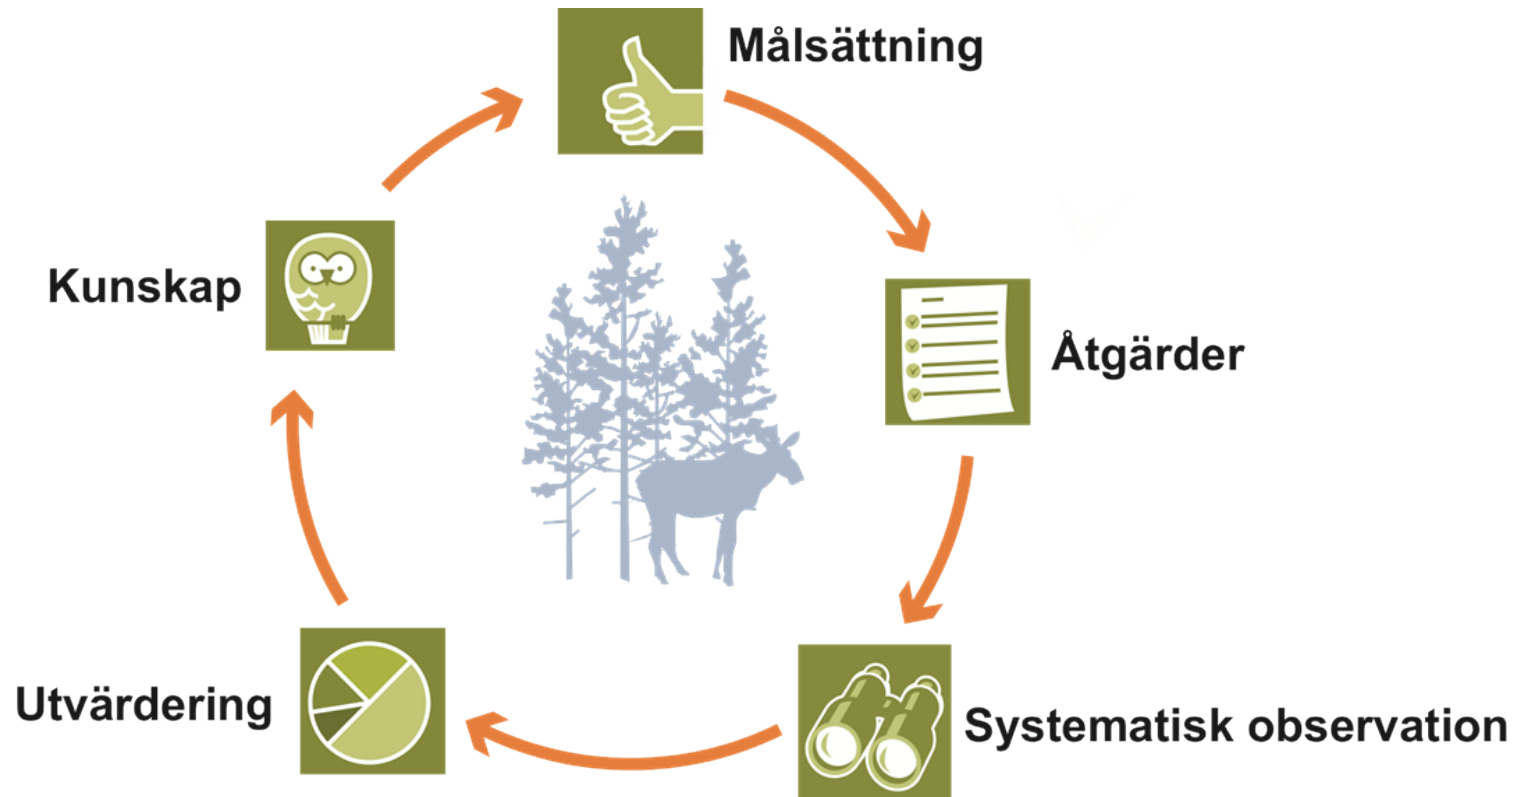 Målsättning
Åtgärder
Systematisk observation
Utvärdering
Kunskap